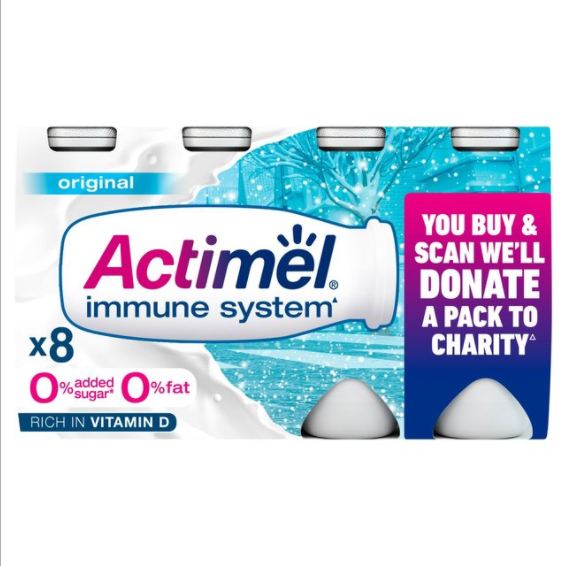 original
Actimel®
immune system▲
x8
0% added sugar* 0% fat
RICH IN VITAMIN D
YOU BUY &
SCAN WE'LL
DONATE
A PACK TO
CHARITY△